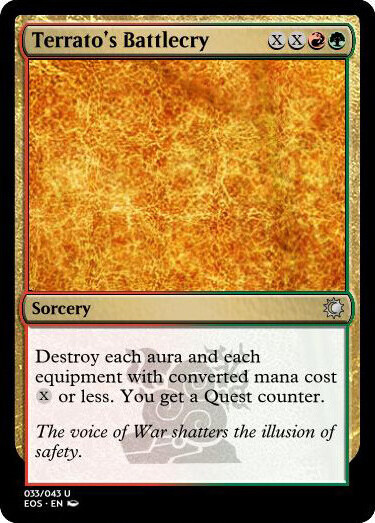 Terrato's Battlecry X X
Sorcery
Destroy each aura and each
equipment with converted mana cost
X or less. You get a Quest counter.
The voice of War shatters the illusion of
safety.
033/043 U
EOS • EN